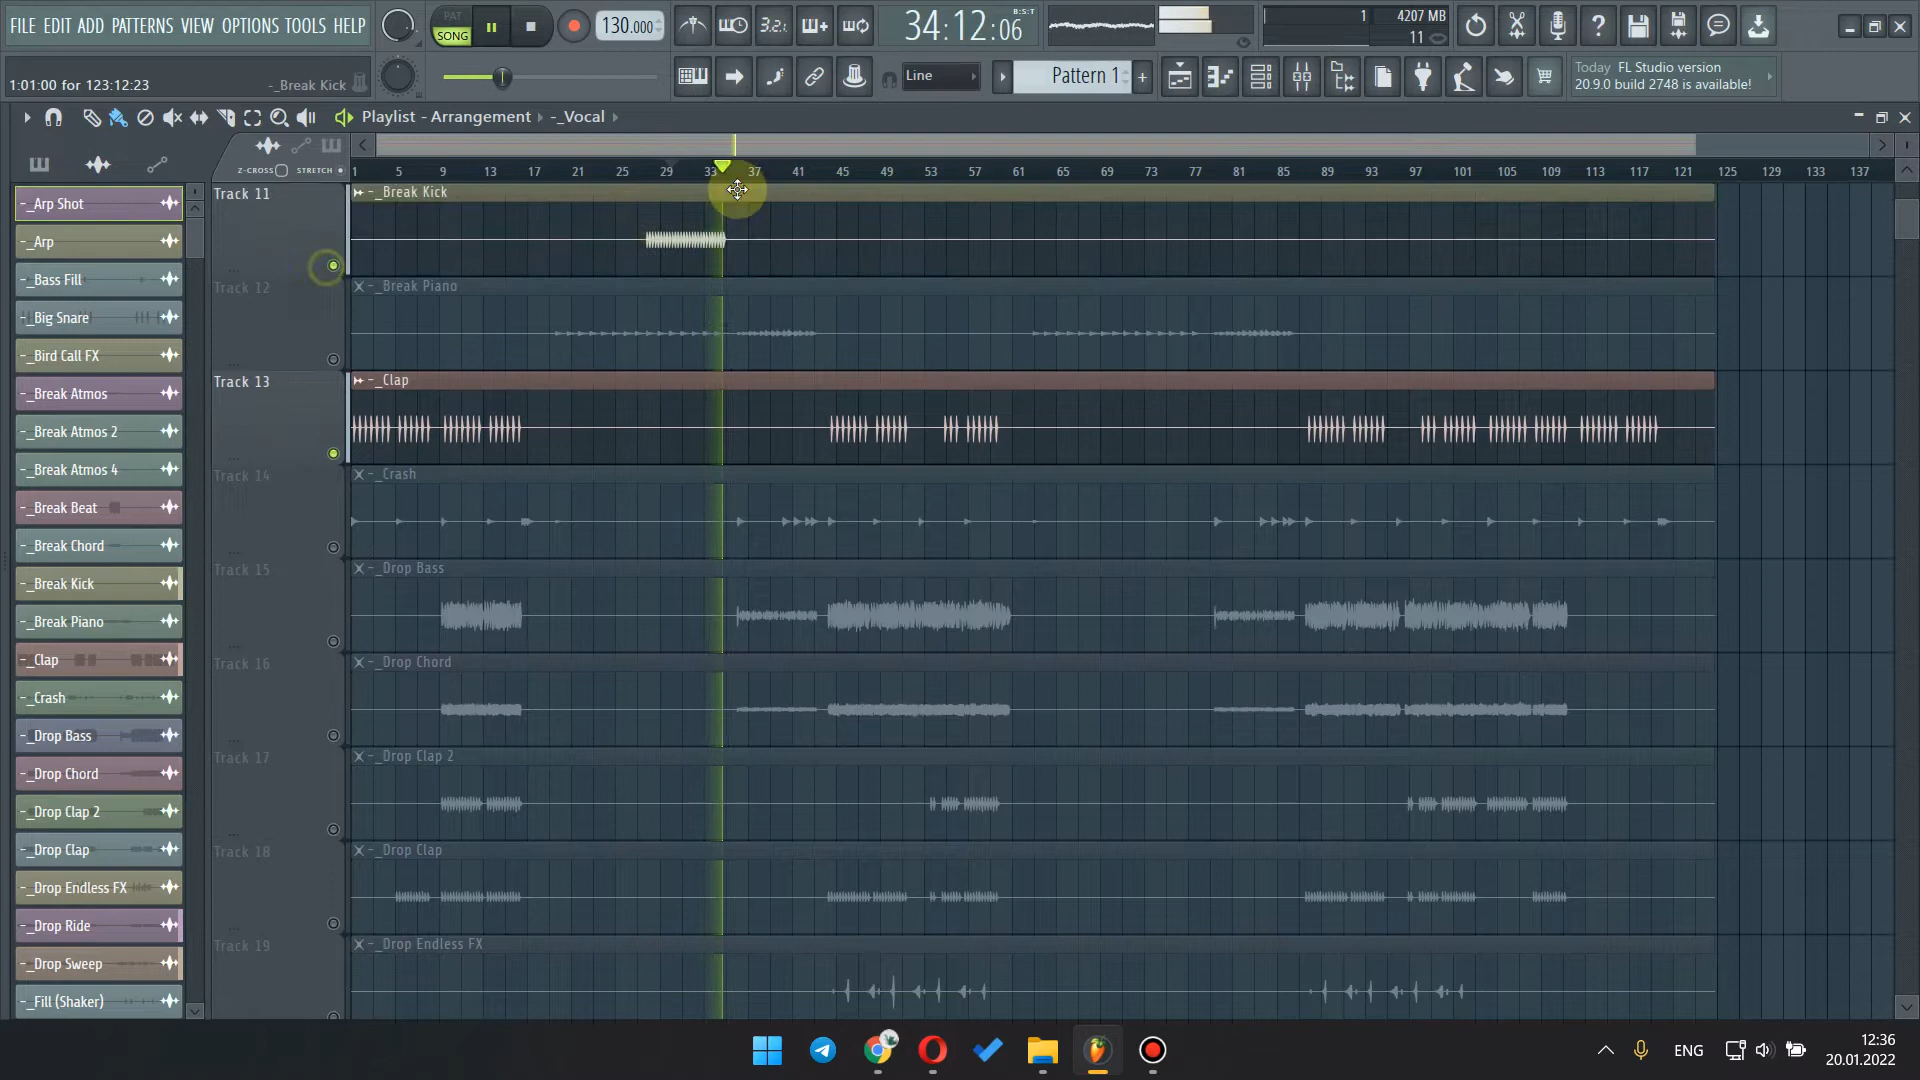 FILE EDIT ADD PATTERNS VIEW OPTIONS TOOLS HELP
PAT
SONG
130.000
3.2.1
34:12:06
B:S:T
1
4207 MB
11
1:01:00 for 123:12:23
-_Break Kick
Line
Pattern 1
Today FL Studio version
20.9.0 build 2748 is available!
Playlist - Arrangement
-_Vocal
Z-CROSS
STRETCH
1 5 9 13 17 21 25 29 33 37 41 45 49 53 57 61 65 69 73 77 81 85 89 93 97 101 105 109 113 117 121 125 129 133 137
-_Arp Shot
-_Arp
-_Bass Fill
-_Big Snare
-_Bird Call FX
-_Break Atmos
-_Break Atmos 2
-_Break Atmos 4
-_Break Beat
-_Break Chord
-_Break Kick
-_Break Piano
-_Clap
-_Crash
-_Drop Bass
-_Drop Chord
-_Drop Clap 2
-_Drop Clap
-_Drop Endless FX
-_Drop Ride
-_Drop Sweep
-_Fill (Shaker)
Track 11
-_Break Kick
Track 12
-_Break Piano
Track 13
-_Clap
Track 14
-_Crash
Track 15
-_Drop Bass
Track 16
-_Drop Chord
Track 17
-_Drop Clap 2
Track 18
-_Drop Clap
Track 19
-_Drop Endless FX
ENG
12:36
20.01.2022